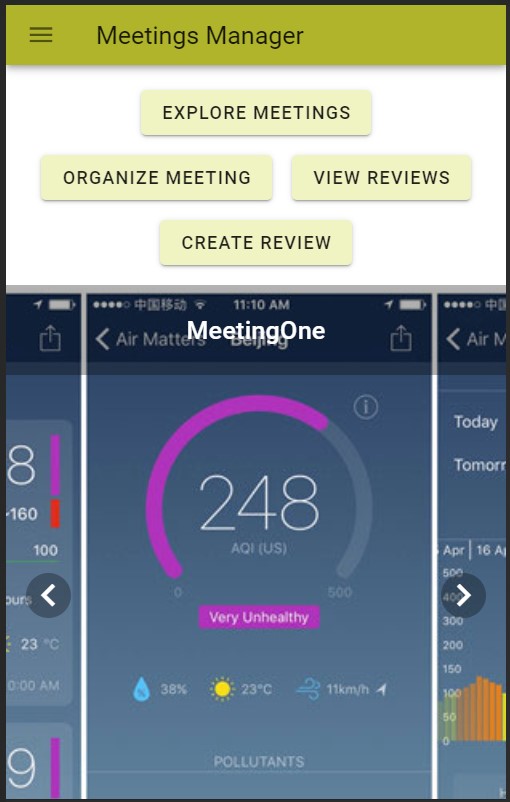 Meetings Manager
EXPLORE MEETINGS
ORGANIZE MEETING
VIEW REVIEWS
CREATE REVIEW
中国移动
11:10 AM
MeetingOne
Air Matters
Beijing
Air M
8
-160
100
ours
23 °C
0:00 AM
9
248
AQI (US)
0
500
Very Unhealthy
38%
23°C
11km/h
POLLUTANTS
Today
Tomorr
Apr
16 Ap
500
400
300
200
150
100
50
0